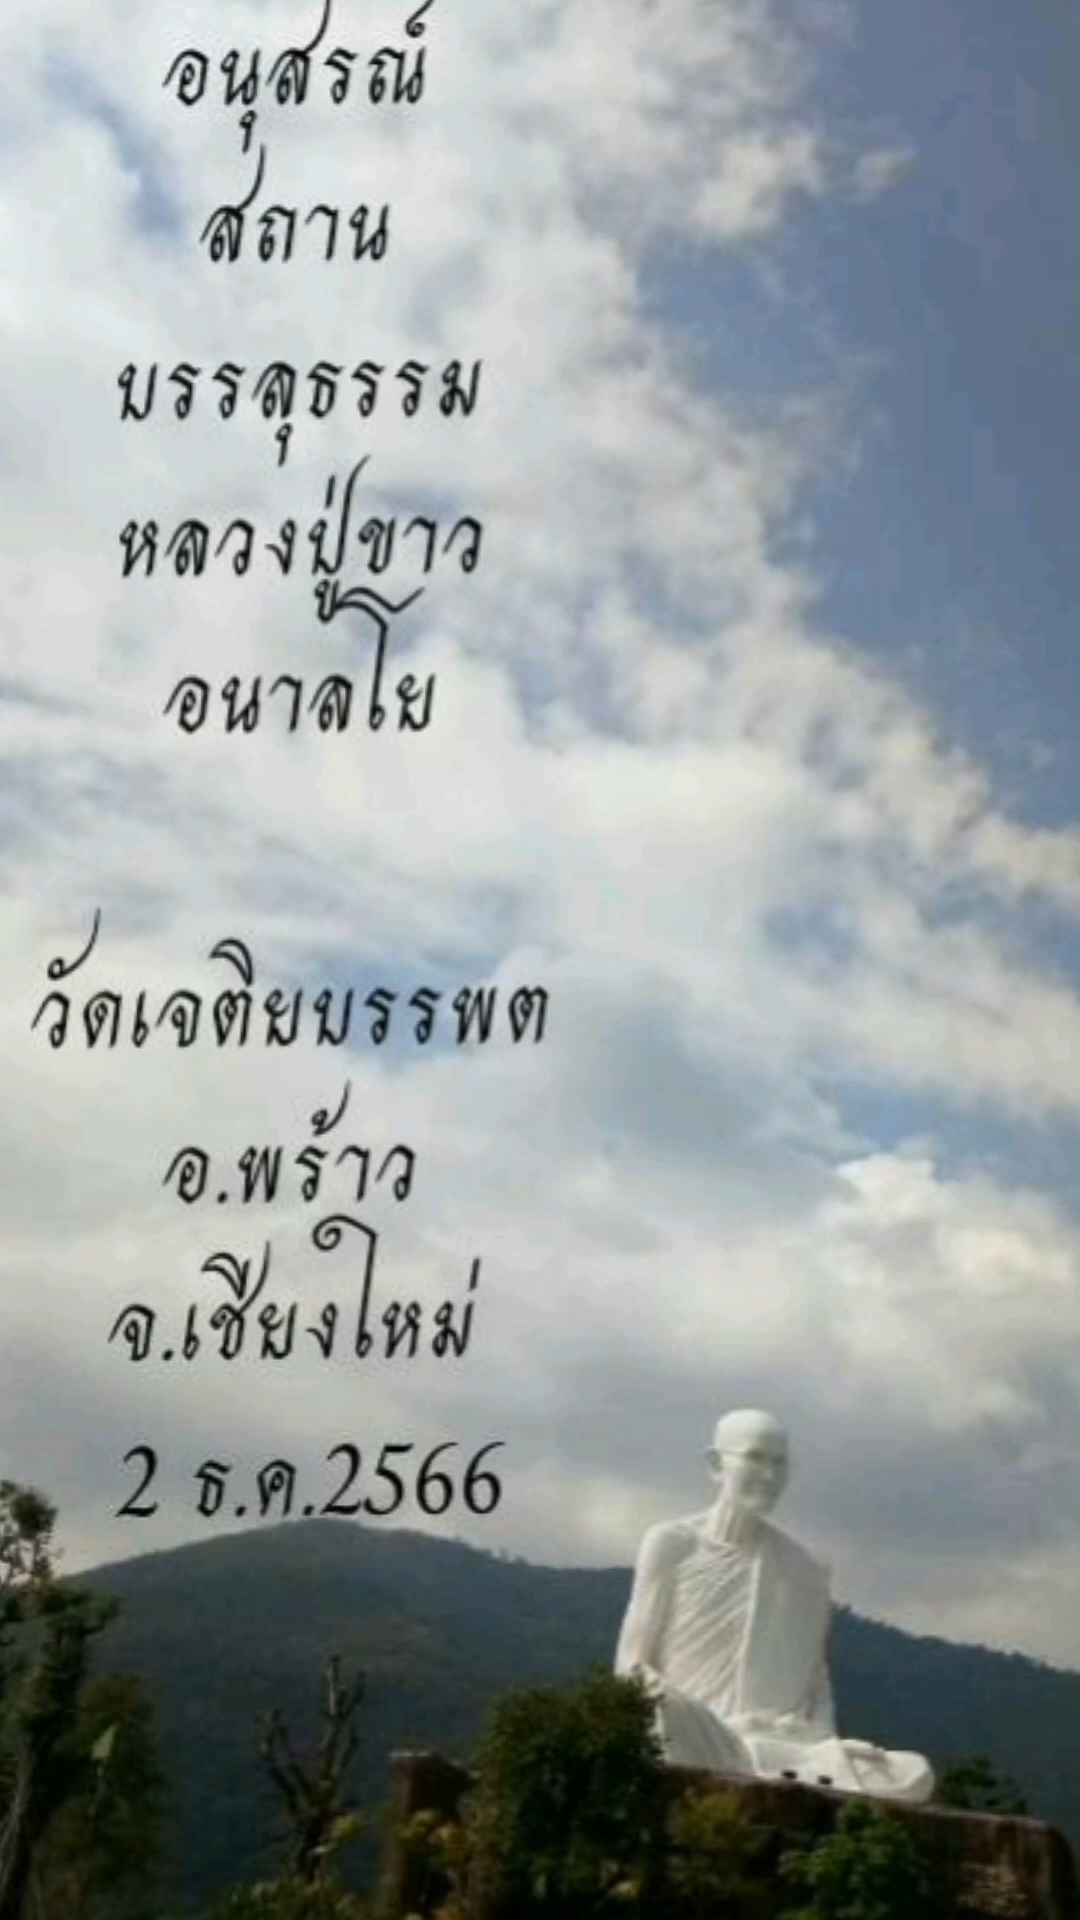 อนุสรณ์
สถาน
บรรลุธรรม
หลวงปู่ขาว
อนาลโย
วัดเจติยบรรพต
อ.พร้าว
จ.เชียงใหม่
2 ธ.ค.2566